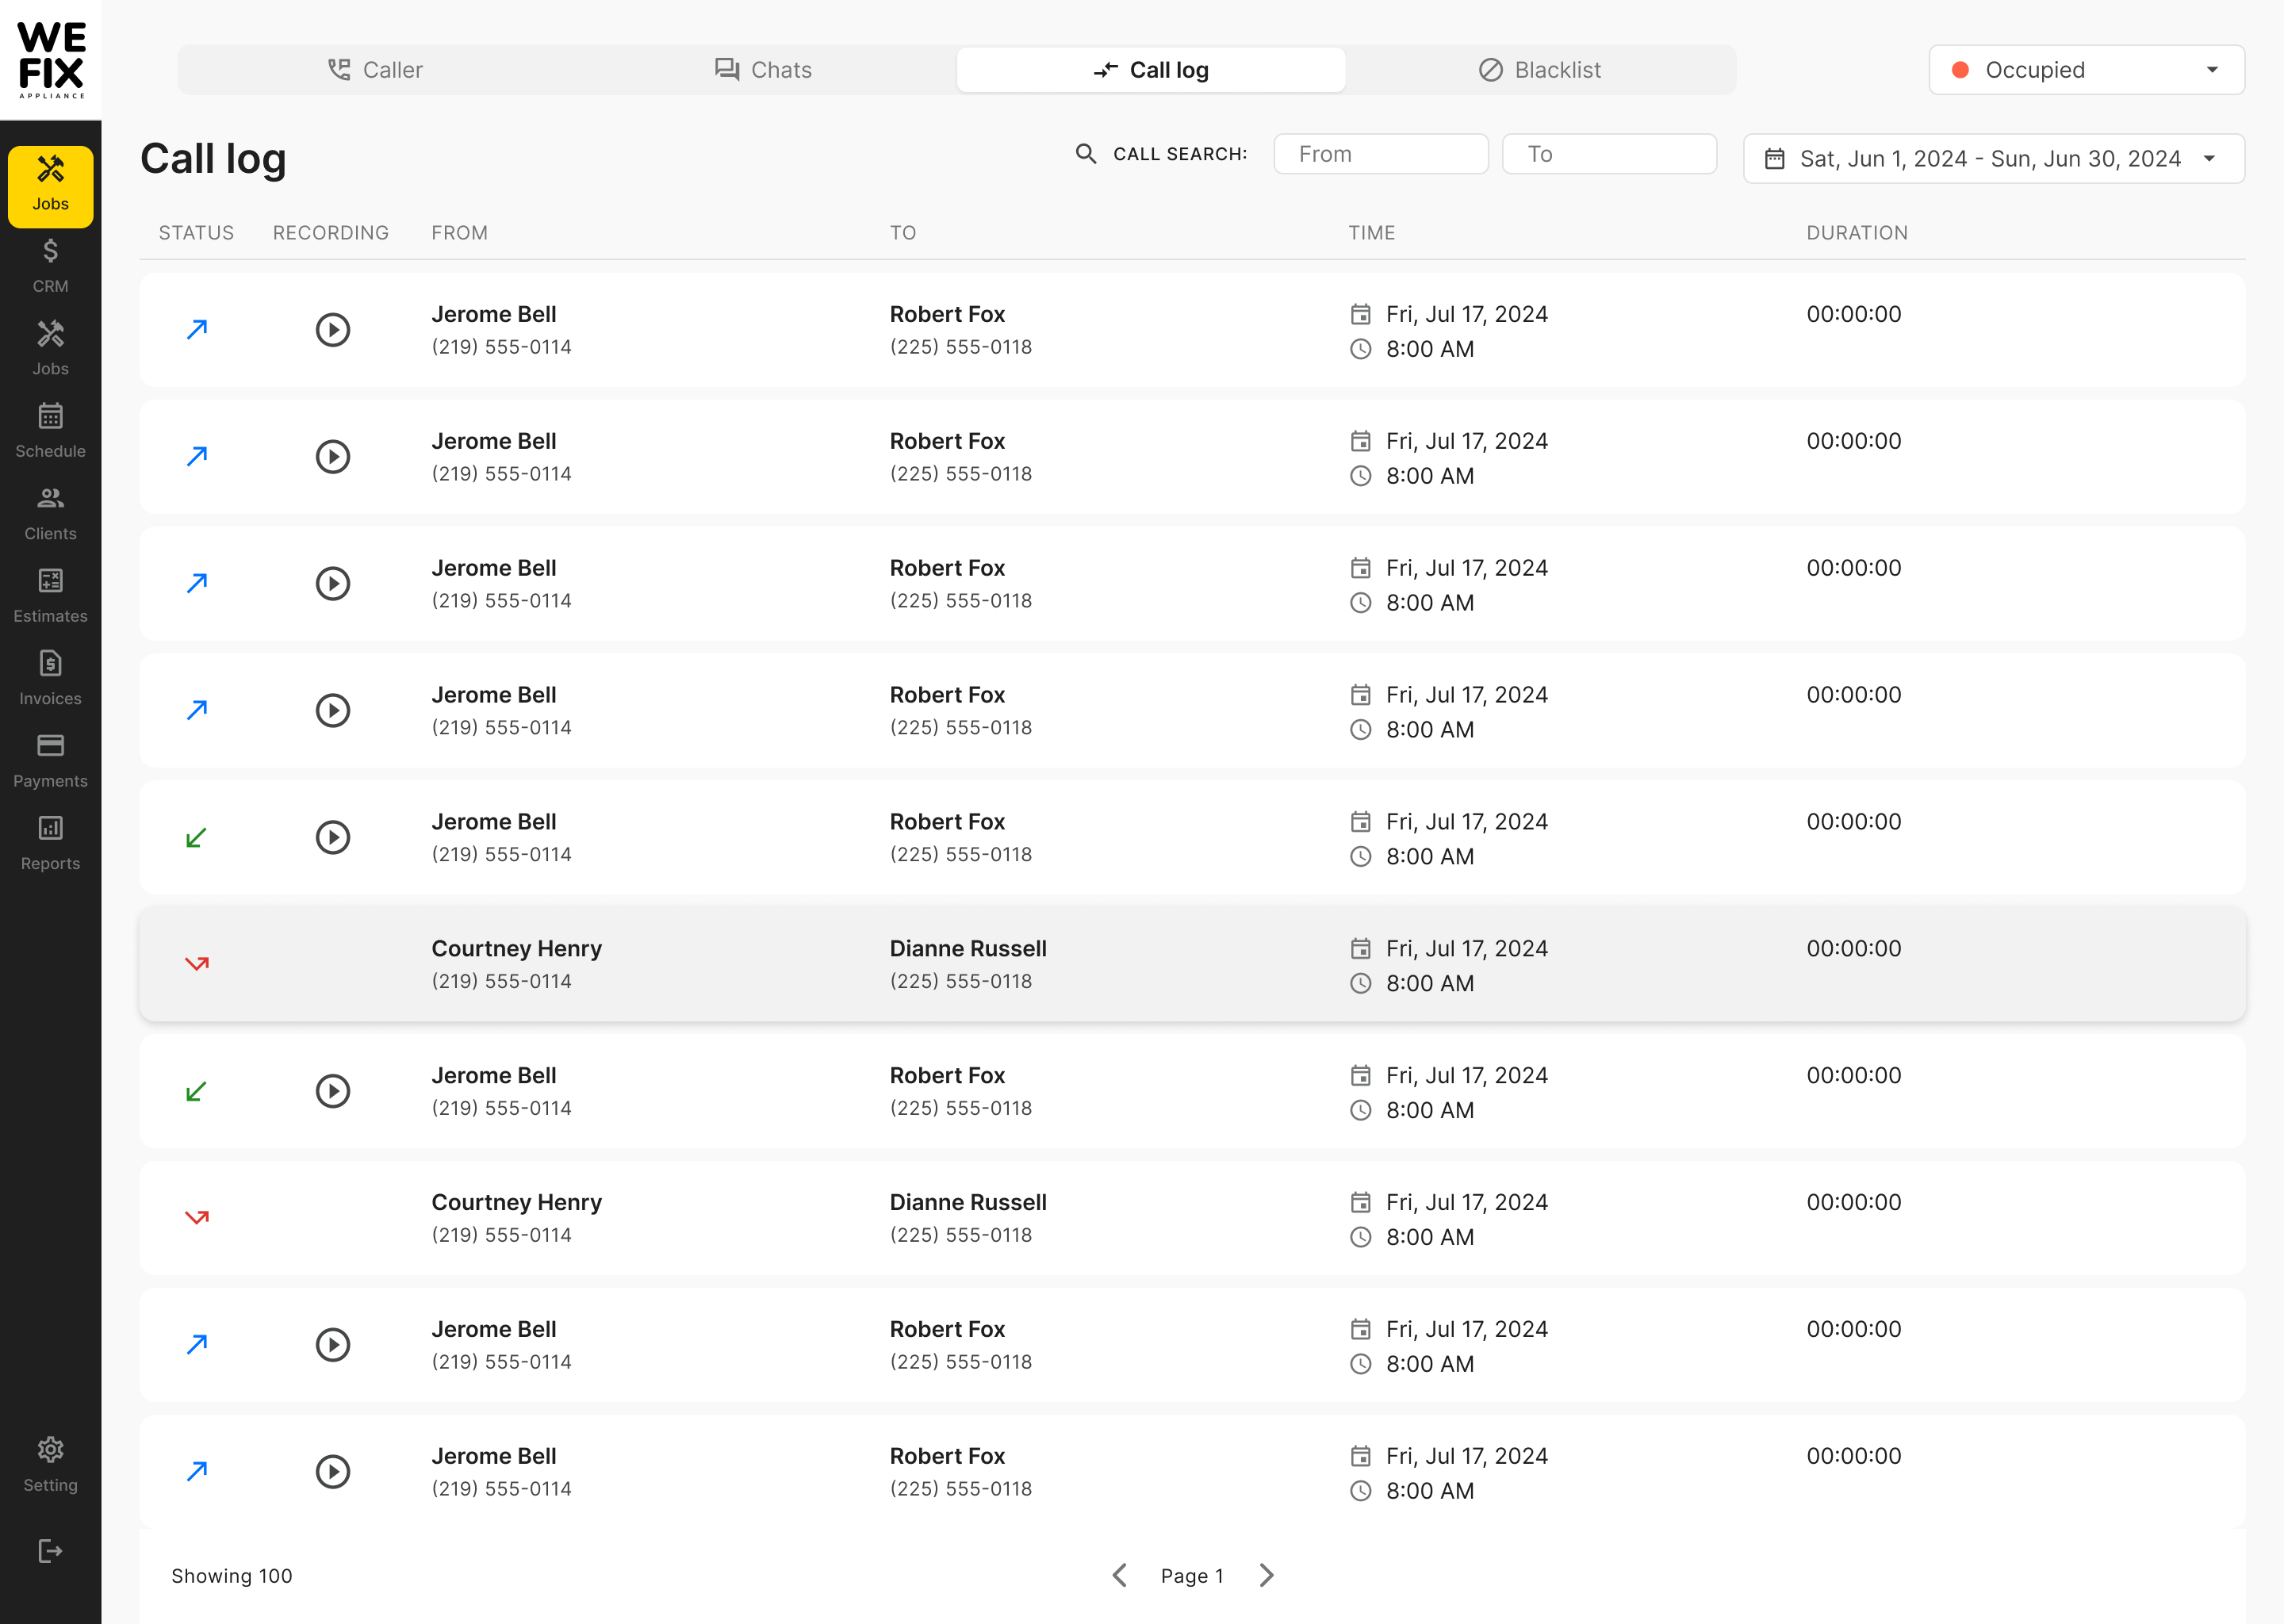 WE
FIX
APPLIANCE
Caller
Chats
Call log
Blacklist
Occupied
Jobs
CRM
Jobs
Schedule
Clients
Estimates
Invoices
Payments
Reports
Setting
Call log
CALL SEARCH:
From
To
Sat, Jun 1, 2024 - Sun, Jun 30, 2024
STATUS RECORDING FROM TO TIME DURATION
Jerome Bell Robert Fox Fri, Jul 17, 2024 00:00:00
(219) 555-0114 (225) 555-0118 8:00 AM
Jerome Bell Robert Fox Fri, Jul 17, 2024 00:00:00
(219) 555-0114 (225) 555-0118 8:00 AM
Jerome Bell Robert Fox Fri, Jul 17, 2024 00:00:00
(219) 555-0114 (225) 555-0118 8:00 AM
Jerome Bell Robert Fox Fri, Jul 17, 2024 00:00:00
(219) 555-0114 (225) 555-0118 8:00 AM
Jerome Bell Robert Fox Fri, Jul 17, 2024 00:00:00
(219) 555-0114 (225) 555-0118 8:00 AM
Courtney Henry Dianne Russell Fri, Jul 17, 2024 00:00:00
(219) 555-0114 (225) 555-0118 8:00 AM
Jerome Bell Robert Fox Fri, Jul 17, 2024 00:00:00
(219) 555-0114 (225) 555-0118 8:00 AM
Courtney Henry Dianne Russell Fri, Jul 17, 2024 00:00:00
(219) 555-0114 (225) 555-0118 8:00 AM
Jerome Bell Robert Fox Fri, Jul 17, 2024 00:00:00
(219) 555-0114 (225) 555-0118 8:00 AM
Jerome Bell Robert Fox Fri, Jul 17, 2024 00:00:00
(219) 555-0114 (225) 555-0118 8:00 AM
Showing 100
Page 1